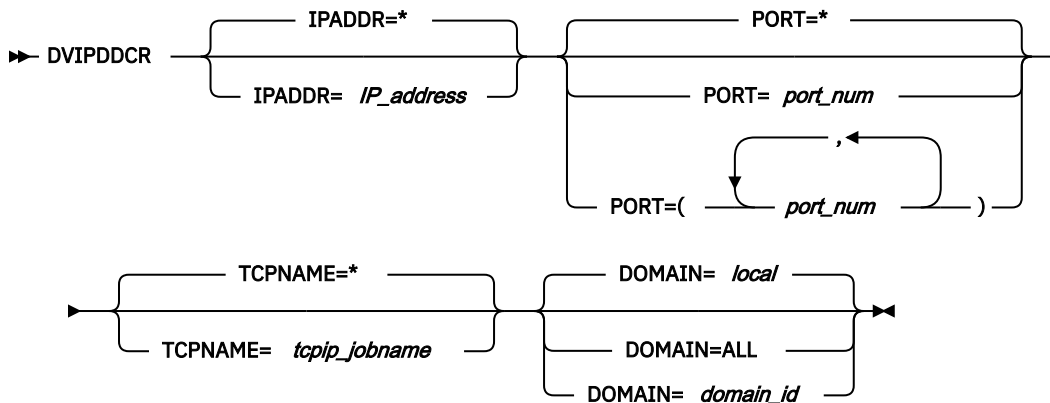 IPADDR=* PORT=*
DVIPDDCR
IPADDR= IP_address PORT= port_num
,
PORT=( port_num )
TCPNAME=* DOMAIN= local
TCPNAME= tcpip_jobname DOMAIN=ALL
DOMAIN= domain_id